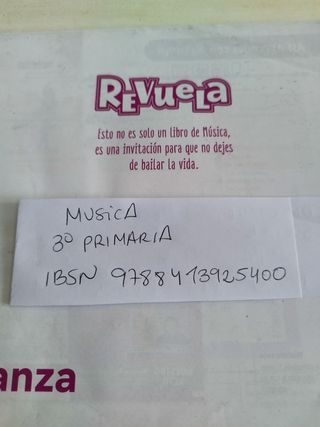 REVUELA
Esto no es solo un libro de Música,
es una invitación para que no dejes
de bailar la vida.
MUSICA
3º PRIMARIA
IBSN 9788413925400
anza